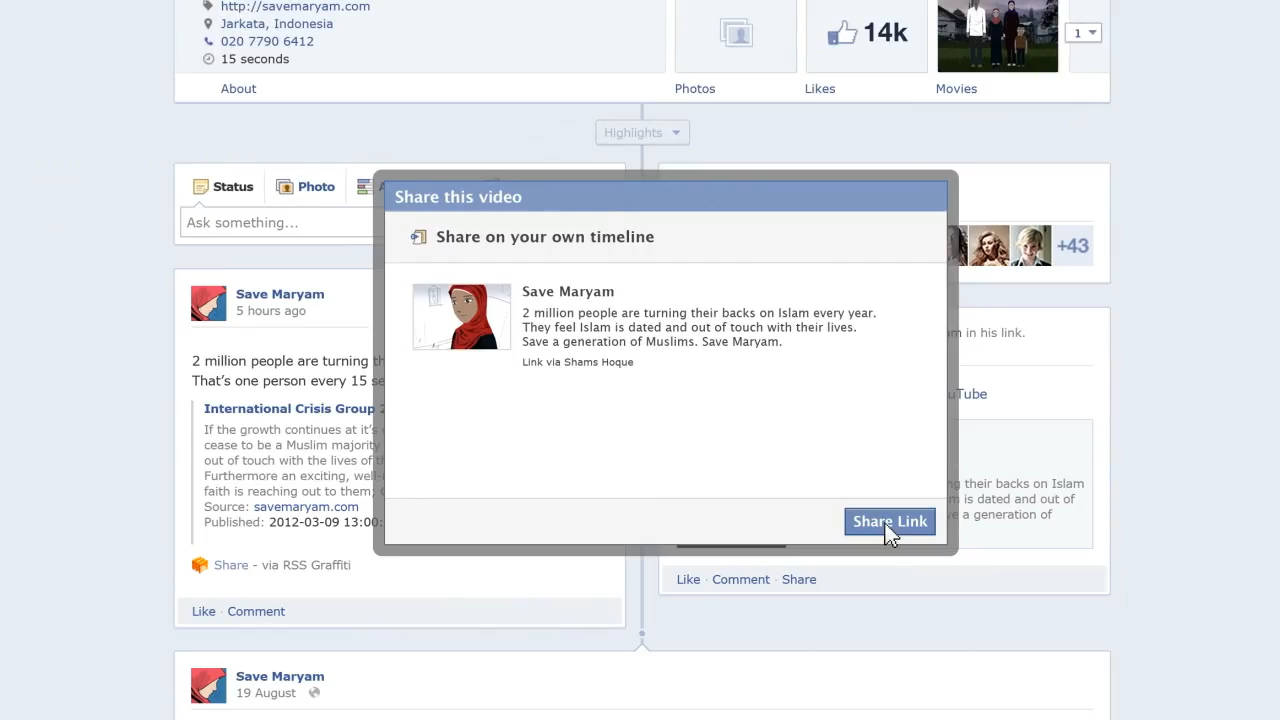 http://savemaryam.com
Jarkata, Indonesia
020 7790 6412
15 seconds
14k
1
About
Photos
Likes
Movies
Highlights
Status
Photo
Ask something...
+43
Share this video
Share on your own timeline
Save Maryam
2 million people are turning their backs on Islam every year.
They feel Islam is dated and out of touch with their lives.
Save a generation of Muslims. Save Maryam.
Link via Shams Hoque
Share Link
Save Maryam
5 hours ago
2 million people are turning th
That’s one person every 15 se
International Crisis Group
If the growth continues at it’s
cease to be a Muslim majority
out of touch with the lives of t
Furthermore an exciting, well-
faith is reaching out to them;
Source: savemaryam.com
Published: 2012-03-09 13:00:
Share - via RSS Graffiti
Like · Comment
m in his link.
uTube
ng their backs on Islam
m is dated and out of
ve a generation of
Like · Comment · Share
Save Maryam
19 August